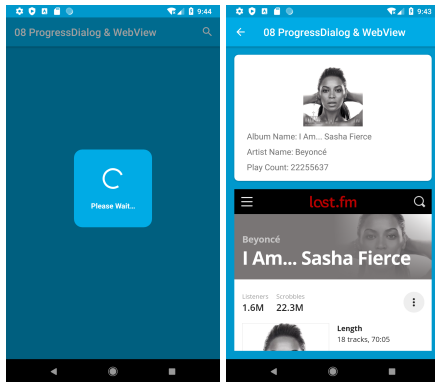 9:44
08 ProgressDialog & WebView
Please Wait...
9:43
08 ProgressDialog & WebView
Album Name: I Am... Sasha Fierce
Artist Name: Beyoncé
Play Count: 22255637
lost.fm
Beyoncé
I Am... Sasha Fierce
Listeners Scrobbles
1.6M 22.3M
Length
18 tracks, 70:05